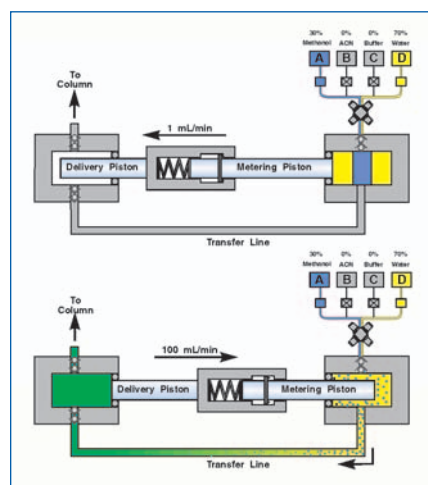 30% 0% 0% 70%
Methanol ACN Buffer Water
A B C D
To
Column
1 mL/min
Delivery Piston Metering Piston
Transfer Line
30% 0% 0% 70%
Methanol ACN Buffer Water
A B C D
To
Column
100 mL/min
Delivery Piston Metering Piston
Transfer Line